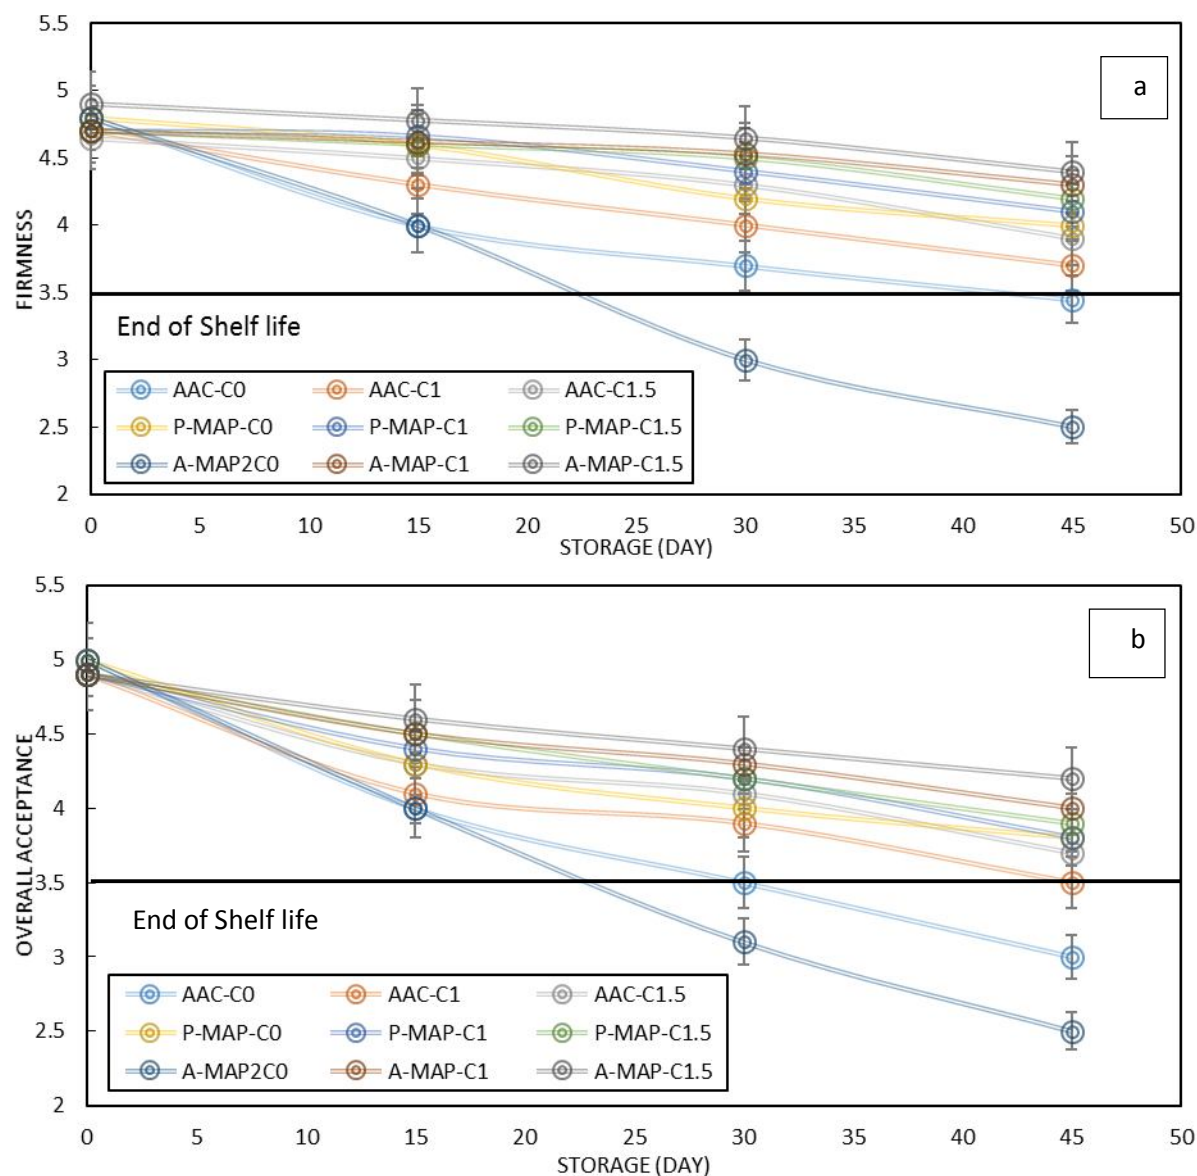 5.5
a
5
4.5
4
FIRMNESS
3.5
End of Shelf life
3
AAC-C0 AAC-C1 AAC-C1.5
P-MAP-C0 P-MAP-C1 P-MAP-C1.5
2.5
A-MAP2C0 A-MAP-C1 A-MAP-C1.5
2
0 5 10 15 20 25 30 35 40 45 50
STORAGE (DAY)
5.5
b
5
4.5
4
OVERALL ACCEPTANCE
3.5
End of Shelf life
3
AAC-C0 AAC-C1 AAC-C1.5
P-MAP-C0 P-MAP-C1 P-MAP-C1.5
2.5
A-MAP2C0 A-MAP-C1 A-MAP-C1.5
2
0 5 10 15 20 25 30 35 40 45 50
STORAGE (DAY)